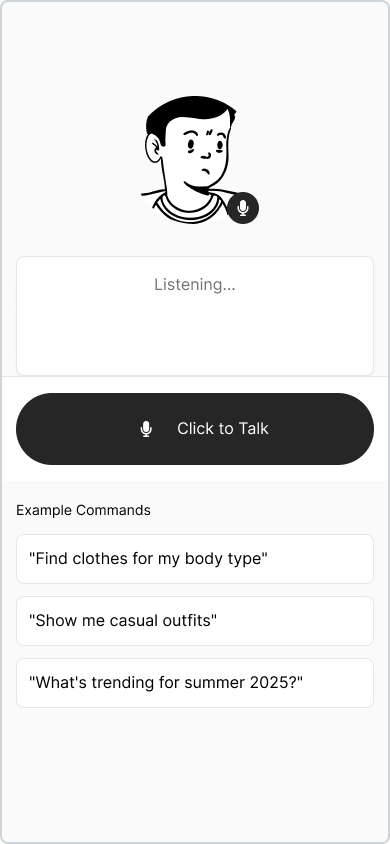 Listening...
Click to Talk
Example Commands
"Find clothes for my body type"
"Show me casual outfits"
"What's trending for summer 2025?"